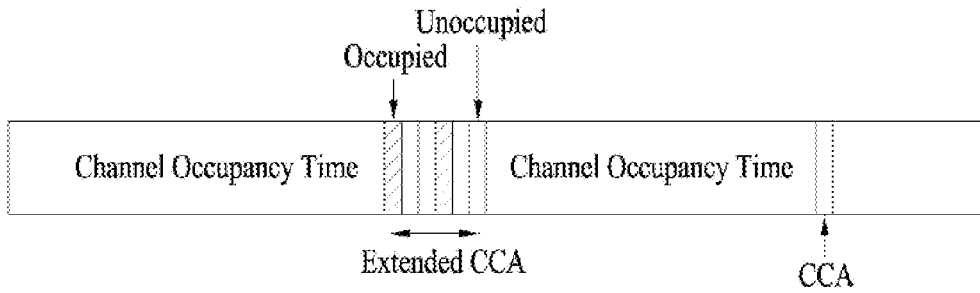 Unoccupied
Occupied
Channel Occupancy Time
Channel Occupancy Time
Extended CCA
CCA